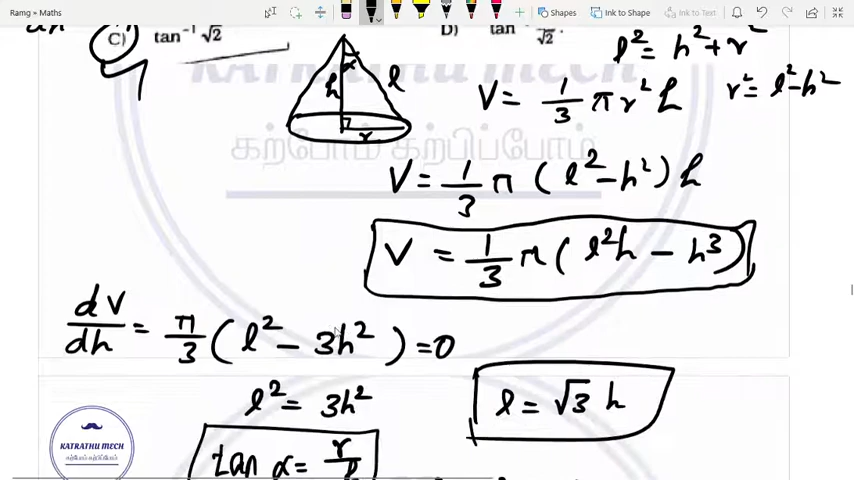 Ramg » Maths
Shapes Ink to Shape Ink to Text
C) tan⁻¹ √2
D) tan 1/√2.
l² = h² + r²
α
h l
r
V = 1/3 π r² h
r² = l² - h²
கற்போம் கற்பிப்போம்
V = 1/3 π (l² - h²) h
V = 1/3 π (l²h - h³)
dV/dh = π/3 (l² - 3h²) = 0
l² = 3h²
l = √3 h
KATRATHU MECH
கற்போம் கற்பிப்போம்
tan α = r/h